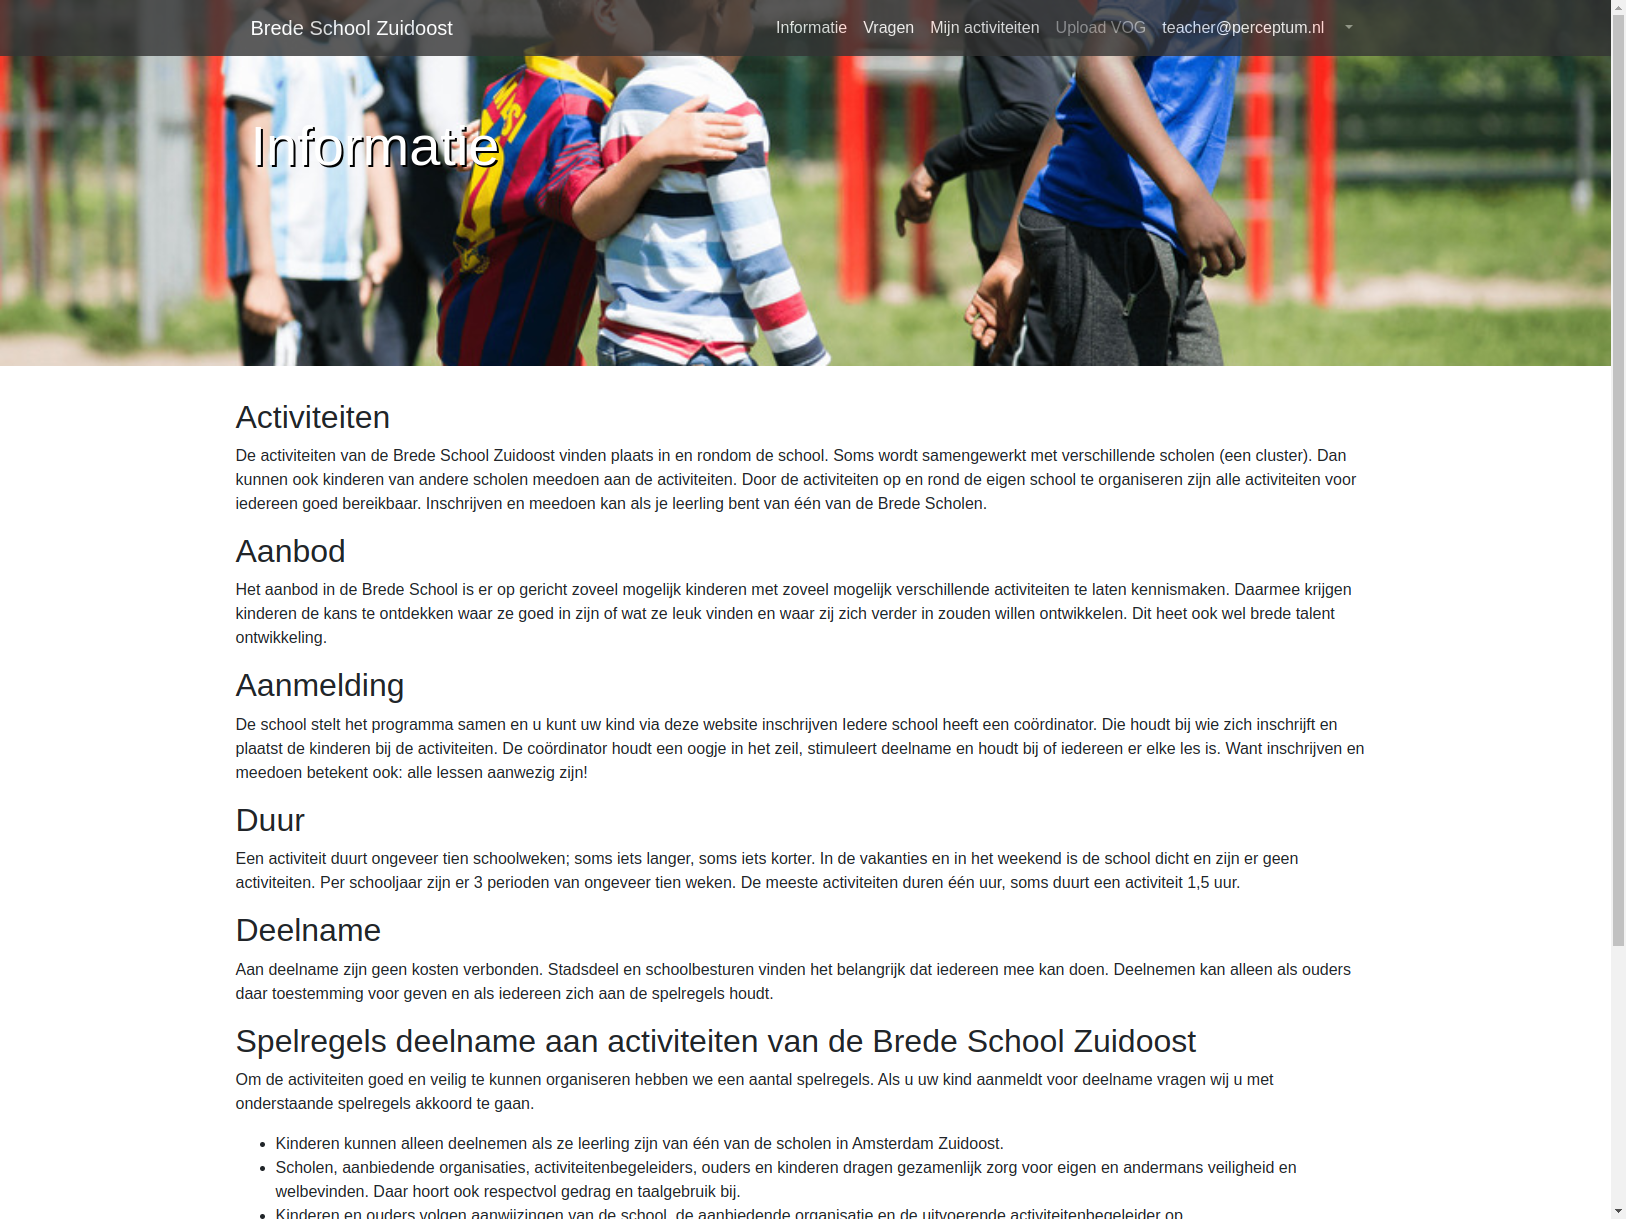 Brede School Zuidoost Informatie Vragen Mijn activiteiten Upload VOG teacher@perceptum.nl
MESSI
Informatie
Activiteiten
De activiteiten van de Brede School Zuidoost vinden plaats in en rondom de school. Soms wordt samengewerkt met verschillende scholen (een cluster). Dan
kunnen ook kinderen van andere scholen meedoen aan de activiteiten. Door de activiteiten op en rond de eigen school te organiseren zijn alle activiteiten voor
iedereen goed bereikbaar. Inschrijven en meedoen kan als je leerling bent van één van de Brede Scholen.
Aanbod
Het aanbod in de Brede School is er op gericht zoveel mogelijk kinderen met zoveel mogelijk verschillende activiteiten te laten kennismaken. Daarmee krijgen
kinderen de kans te ontdekken waar ze goed in zijn of wat ze leuk vinden en waar zij zich verder in zouden willen ontwikkelen. Dit heet ook wel brede talent
ontwikkeling.
Aanmelding
De school stelt het programma samen en u kunt uw kind via deze website inschrijven Iedere school heeft een coördinator. Die houdt bij wie zich inschrijft en
plaatst de kinderen bij de activiteiten. De coördinator houdt een oogje in het zeil, stimuleert deelname en houdt bij of iedereen er elke les is. Want inschrijven en
meedoen betekent ook: alle lessen aanwezig zijn!
Duur
Een activiteit duurt ongeveer tien schoolweken; soms iets langer, soms iets korter. In de vakanties en in het weekend is de school dicht en zijn er geen
activiteiten. Per schooljaar zijn er 3 perioden van ongeveer tien weken. De meeste activiteiten duren één uur, soms duurt een activiteit 1,5 uur.
Deelname
Aan deelname zijn geen kosten verbonden. Stadsdeel en schoolbesturen vinden het belangrijk dat iedereen mee kan doen. Deelnemen kan alleen als ouders
daar toestemming voor geven en als iedereen zich aan de spelregels houdt.
Spelregels deelname aan activiteiten van de Brede School Zuidoost
Om de activiteiten goed en veilig te kunnen organiseren hebben we een aantal spelregels. Als u uw kind aanmeldt voor deelname vragen wij u met
onderstaande spelregels akkoord te gaan.
• Kinderen kunnen alleen deelnemen als ze leerling zijn van één van de scholen in Amsterdam Zuidoost.
• Scholen, aanbiedende organisaties, activiteitenbegeleiders, ouders en kinderen dragen gezamenlijk zorg voor eigen en andermans veiligheid en
welbevinden. Daar hoort ook respectvol gedrag en taalgebruik bij.
• Kinderen en ouders volgen aanwijzingen van de school, de aanbiedende organisatie en de uitvoerende activiteitenbegeleider op.